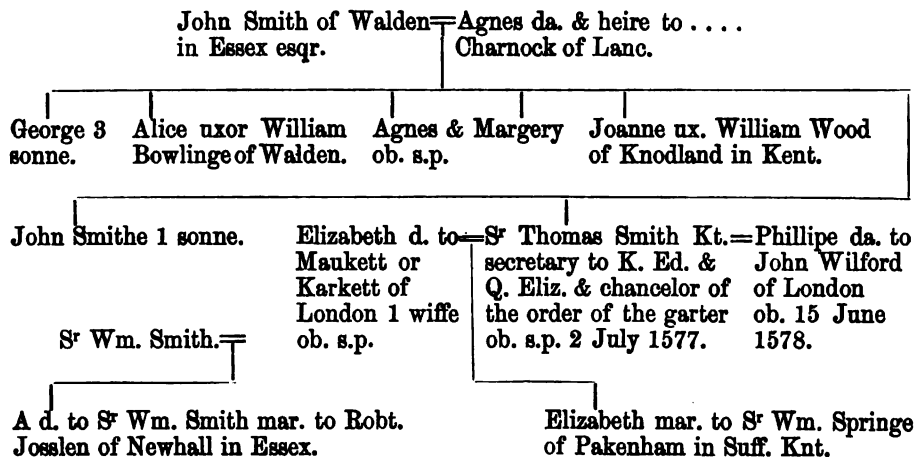 John Smith of Walden=Agnes da. & heire to . . . .
in Essex esqr. Charnock of Lanc.
George 3 Alice uxor William Agnes & Margery Joanne ux. William Wood
sonne. Bowlinge of Walden. ob. s.p. of Knodland in Kent.
John Smithe 1 sonne. Elizabeth d. to=Sr Thomas Smith Kt.=Phillipe da. to
Maukett or secretary to K. Ed. & John Wilford
Karkett of Q. Eliz. & chancelor of of London
London 1 wiffe the order of the garter ob. 15 June
Sr Wm. Smith.= ob. s.p. ob. s.p. 2 July 1577. 1578.
A d. to Sr Wm. Smith mar. to Robt. Elizabeth mar. to Sr Wm. Springe
Josslen of Newhall in Essex. of Pakenham in Suff. Knt.